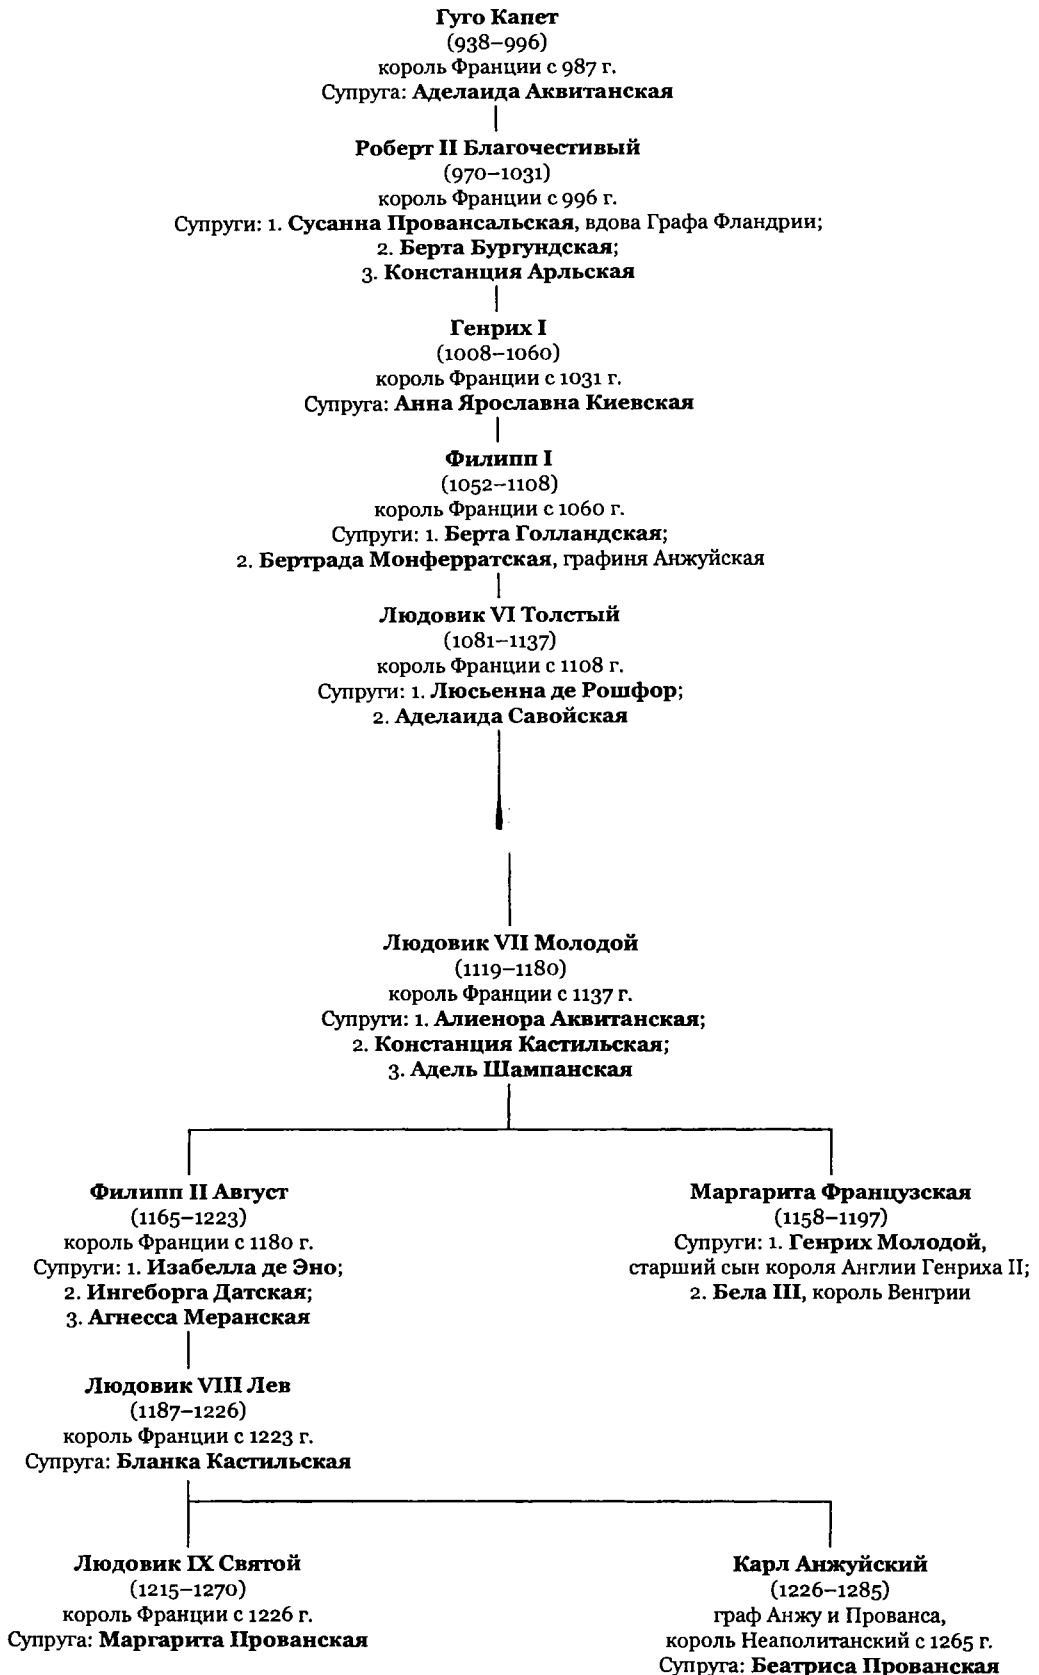 Гуго Капет
(938–996)
король Франции с 987 г.
Супруга: Аделаида Аквитанская
Роберт II Благочестивый
(970–1031)
король Франции с 996 г.
Супруги: 1. Сусанна Провансальская, вдова Графа Фландрии;
2. Берта Бургундская;
3. Констанция Арльская
Генрих I
(1008–1060)
король Франции с 1031 г.
Супруга: Анна Ярославна Киевская
Филипп I
(1052–1108)
король Франции с 1060 г.
Супруги: 1. Берта Голландская;
2. Бертрада Монферратская, графиня Анжуйская
Людовик VI Толстый
(1081–1137)
король Франции с 1108 г.
Супруги: 1. Люсьенна де Рошфор;
2. Аделаида Савойская
Людовик VII Молодой
(1119–1180)
король Франции с 1137 г.
Супруги: 1. Алиенора Аквитанская;
2. Констанция Кастильская;
3. Адель Шампанская
Филипп II Август
(1165–1223)
король Франции с 1180 г.
Супруги: 1. Изабелла де Эно;
2. Ингеборга Датская;
3. Агнесса Меранская
Маргарита Французская
(1158–1197)
Супруги: 1. Генрих Молодой,
старший сын короля Англии Генриха II;
2. Бела III, король Венгрии
Людовик VIII Лев
(1187–1226)
король Франции с 1223 г.
Супруга: Бланка Кастильская
Людовик IX Святой
(1215–1270)
король Франции с 1226 г.
Супруга: Маргарита Прованская
Карл Анжуйский
(1226–1285)
граф Анжу и Прованса,
король Неаполитанский с 1265 г.
Супруга: Беатриса Прованская